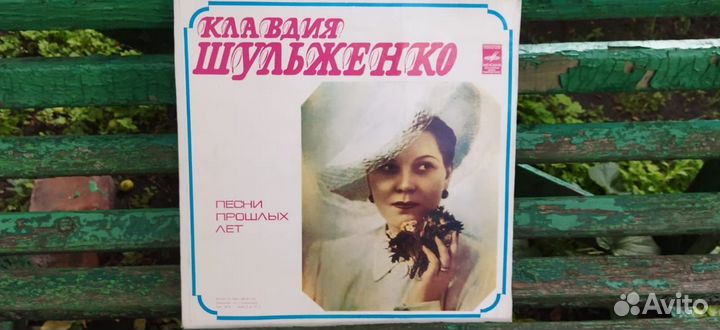 КЛАВДИЯ
ШУЛЬЖЕНКО
ПЕСНИ
ПРОШЛЫХ
ЛЕТ
Avito